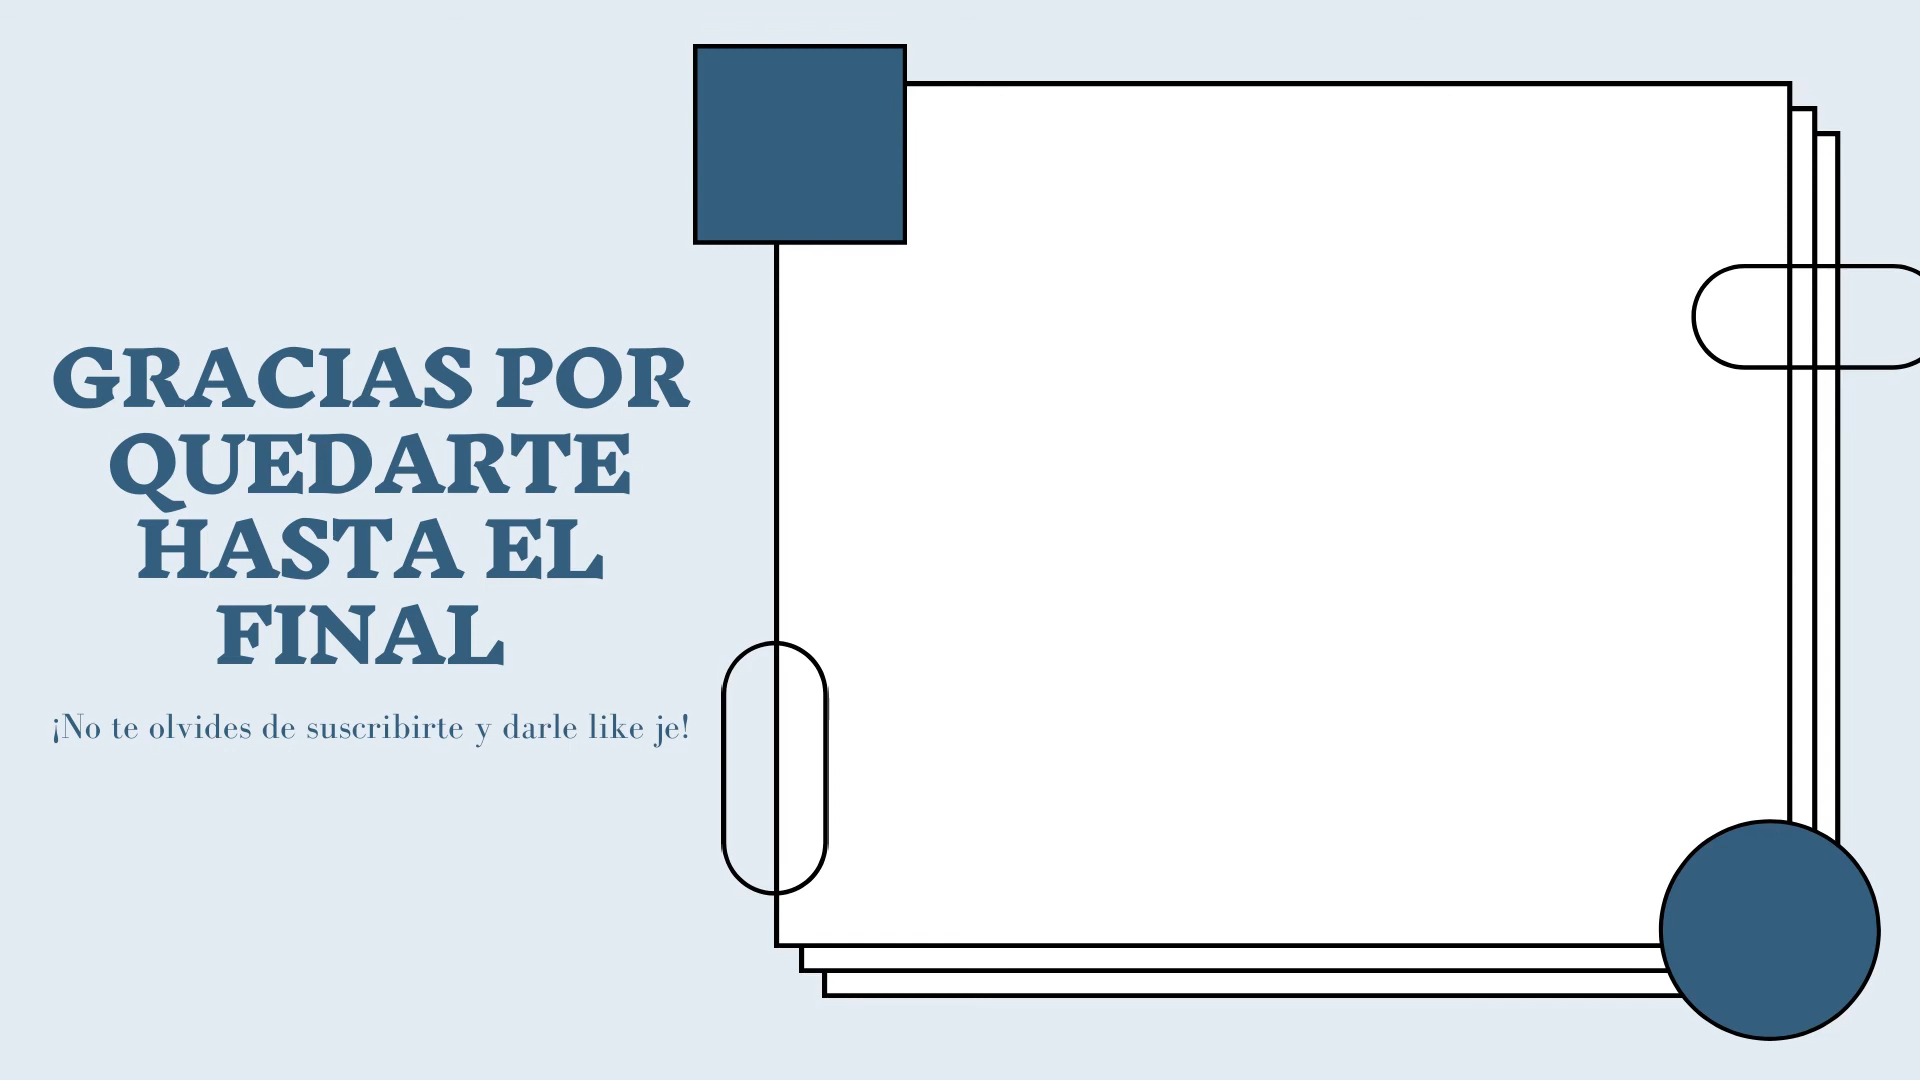 GRACIAS POR
QUEDARTE
HASTA EL
FINAL
¡No te olvides de suscribirte y darle like je!